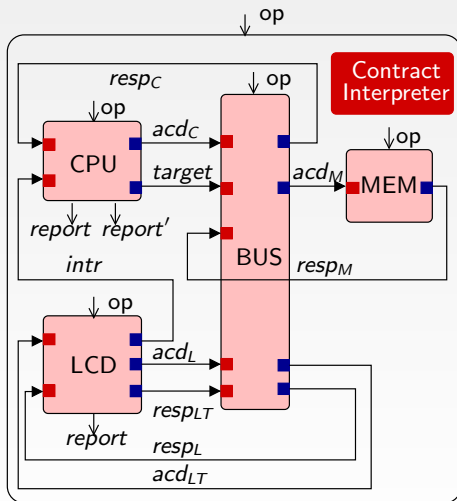 op
resp_C
op
Contract
Interpreter
op
acd_C
op
CPU
target
acd_M
MEM
report
report′
BUS
intr
resp_M
op
LCD
acd_L
resp_LT
report
resp_L
acd_LT